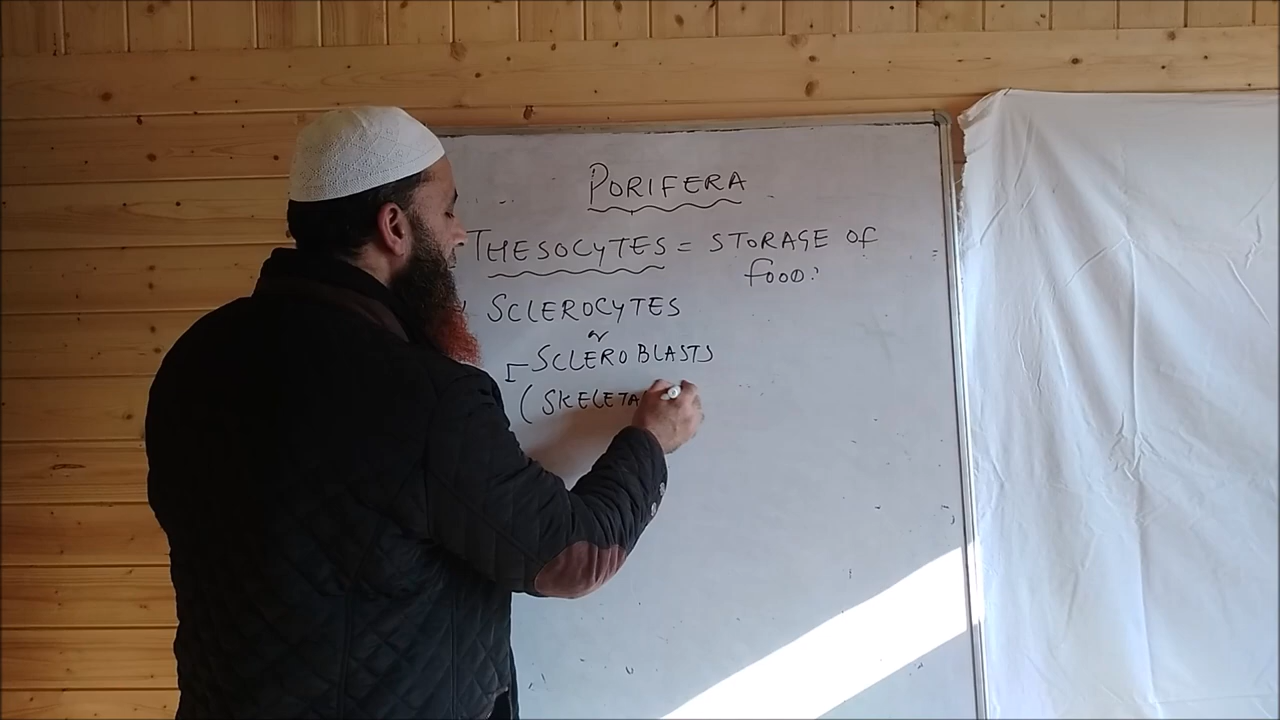 PORIFERA
THESOCYTES = STORAGE OF
FOOD.
SCLEROCYTES
or
SCLEROBLASTS
(SKELETA